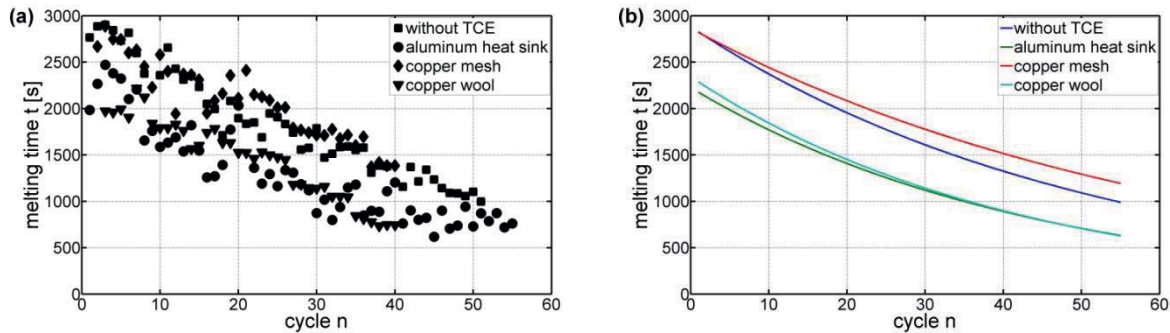 (a)
3000
2500
2000
1500
1000
500
0
melting time t [s]
0 10 20 30 40 50 60
cycle n
without TCE
aluminum heat sink
copper mesh
copper wool
(b)
3000
2500
2000
1500
1000
500
0
melting time t [s]
0 10 20 30 40 50 60
cycle n
without TCE
aluminum heat sink
copper mesh
copper wool